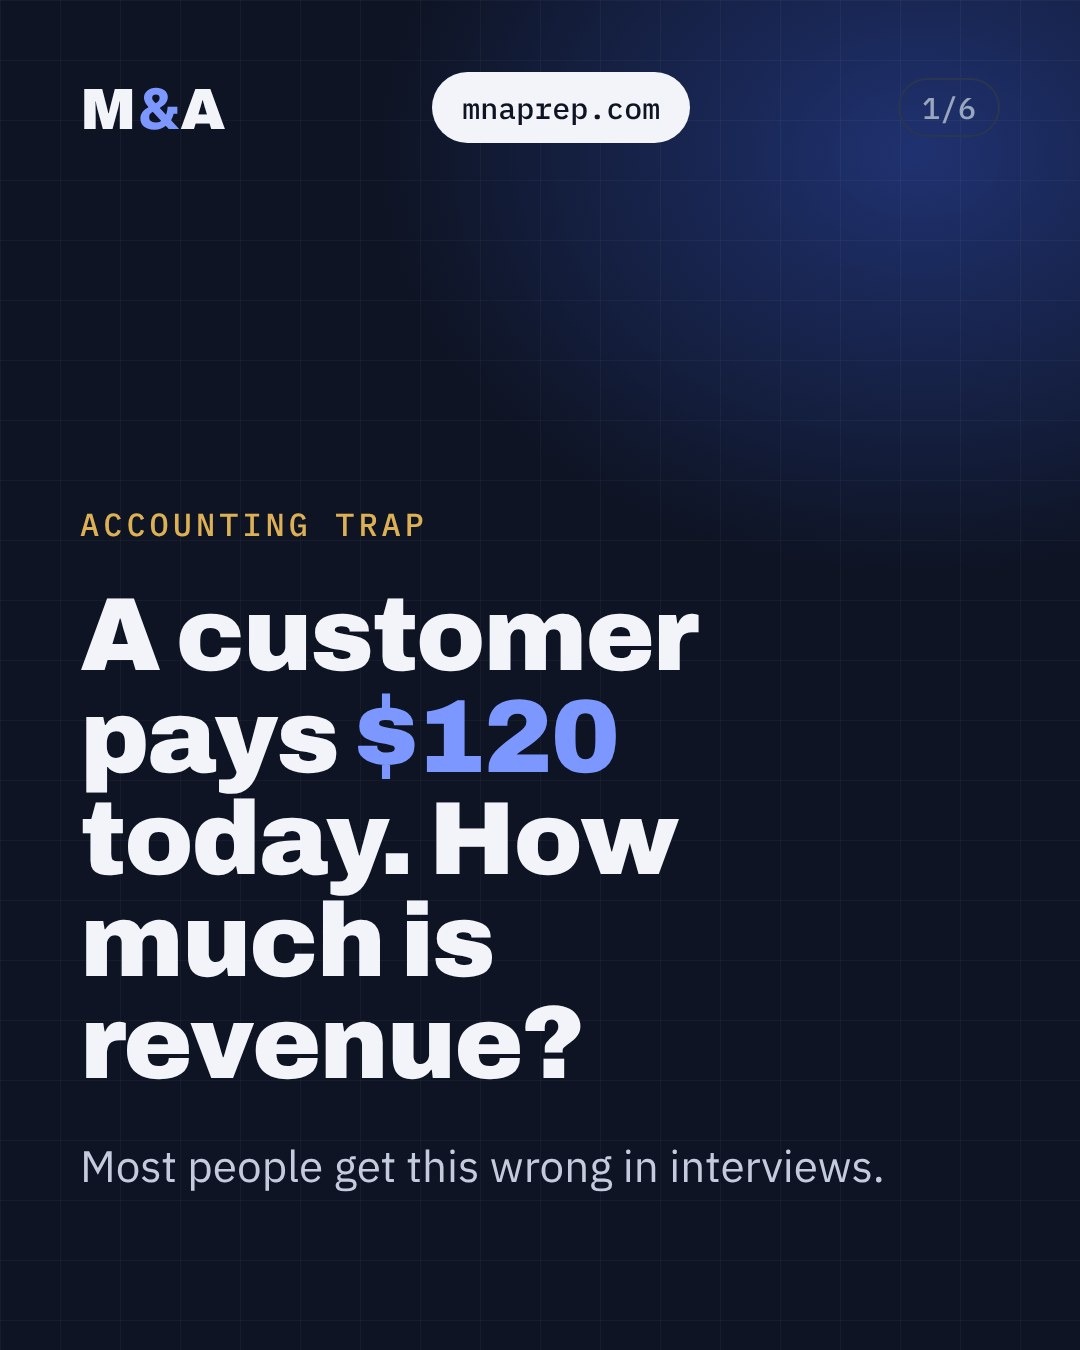 M&A
mnaprep.com
1/6
ACCOUNTING TRAP
A customer
pays $120
today. How
much is
revenue?
Most people get this wrong in interviews.